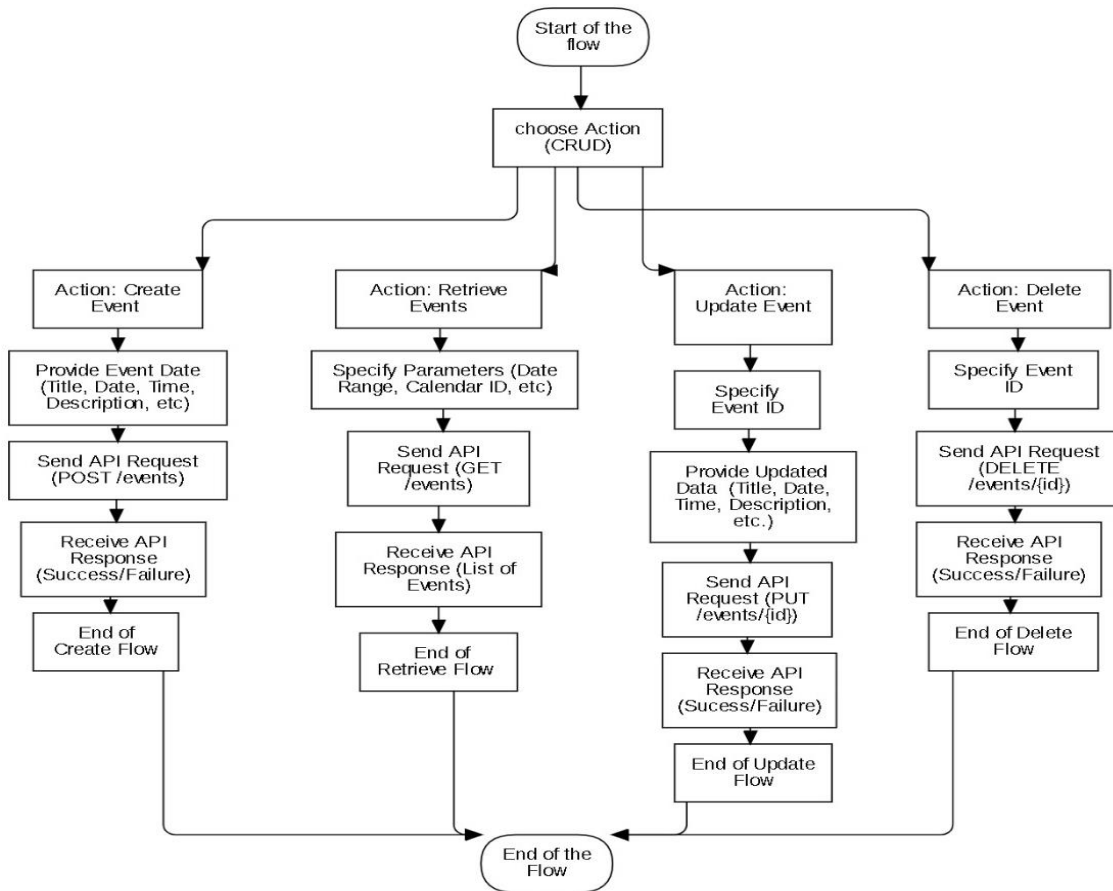 Start of the
flow
choose Action
(CRUD)
Action: Create
Event
Provide Event Date
(Title, Date, Time,
Description, etc)
Send API Request
(POST /events)
Receive API
Response
(Success/Failure)
End of
Create Flow
Action: Retrieve
Events
Specify Parameters (Date
Range, Calendar ID, etc)
Send API
Request (GET
/events)
Receive API
Response (List of
Events)
End of
Retrieve Flow
Action:
Update Event
Specify
Event ID
Provide Updated
Data (Title, Date,
Time, Description,
etc.)
Send API
Request (PUT
/events/{id})
Receive API
Response
(Sucess/Failure)
End of Update
Flow
Action: Delete
Event
Specify Event
ID
Send API Request
(DELETE
/events/{id})
Receive API
Response
(Success/Failure)
End of Delete
Flow
End of the
Flow